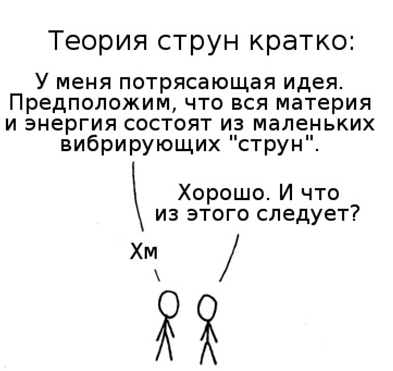 Теория струн кратко:
У меня потрясающая идея.
Предположим, что вся материя
и энергия состоят из маленьких
вибрирующих "струн".
Хорошо. И что
из этого следует?
Хм